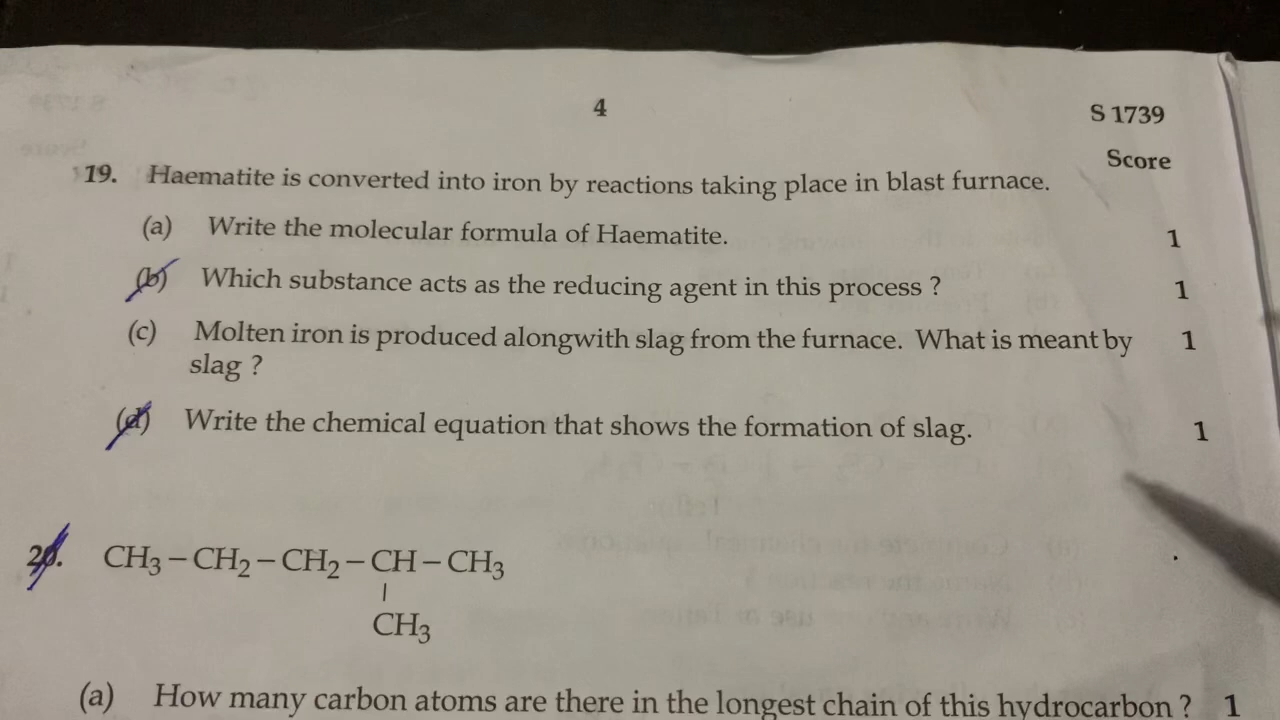 4
S 1739
Score
19. Haematite is converted into iron by reactions taking place in blast furnace.
(a) Write the molecular formula of Haematite. 1
(b) Which substance acts as the reducing agent in this process ? 1
(c) Molten iron is produced alongwith slag from the furnace. What is meant by 1
slag ?
(d) Write the chemical equation that shows the formation of slag. 1
20. CH₃ – CH₂ – CH₂ – CH – CH₃
|
CH₃
(a) How many carbon atoms are there in the longest chain of this hydrocarbon ? 1